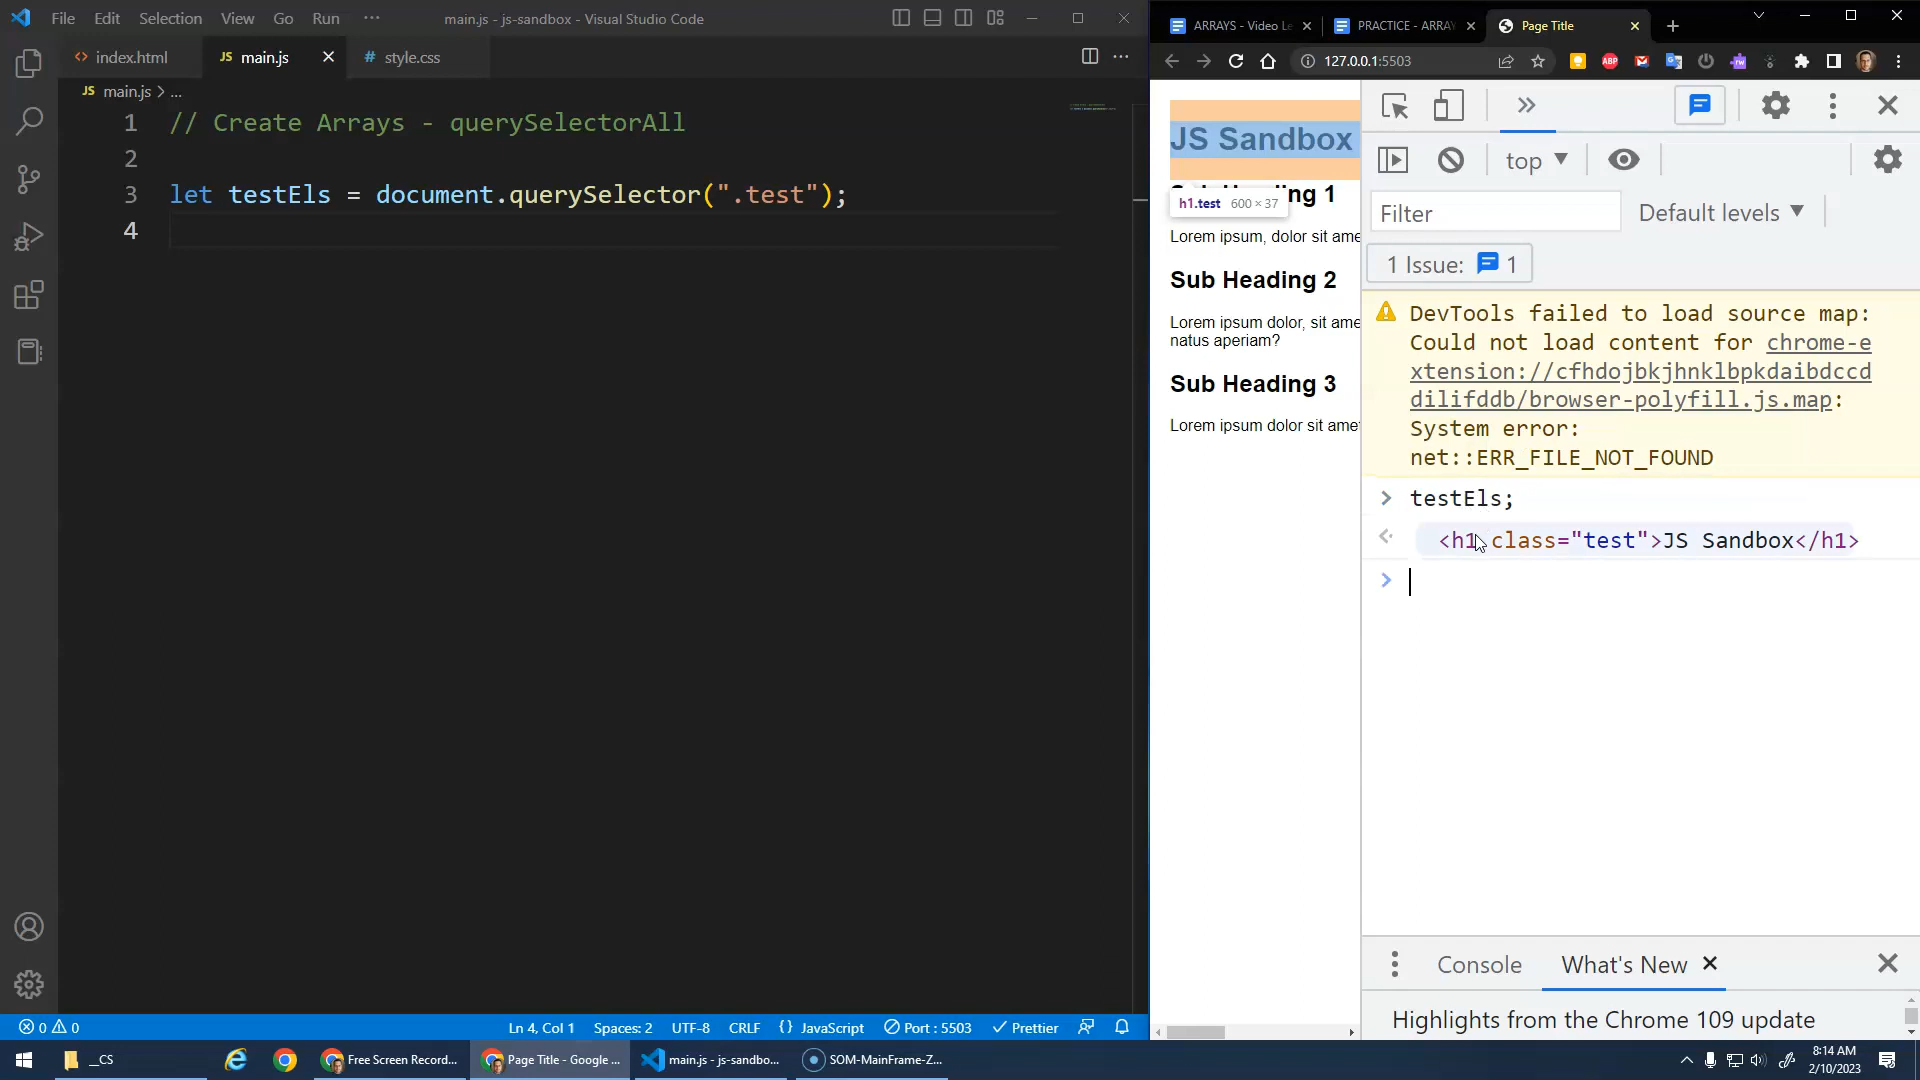 File Edit Selection View Go Run ··· main.js - js-sandbox - Visual Studio Code
index.html JS main.js # style.css
JS main.js > ...
1 // Create Arrays - querySelectorAll
2
3 let testEls = document.querySelector(".test");
4
Ln 4, Col 1 Spaces: 2 UTF-8 CRLF {} JavaScript Port : 5503 Prettier
0 0
ARRAYS - Video Le PRACTICE - ARRAY Page Title
127.0.0.1:5503
ABP
JS Sandbox
Heading 1
h1.test 600 × 37
Lorem ipsum, dolor sit ame
Sub Heading 2
Lorem ipsum dolor, sit ame
natus aperiam?
Sub Heading 3
Lorem ipsum dolor sit amet
top
Filter Default levels
1 Issue: 1
DevTools failed to load source map:
Could not load content for chrome-e
xtension://cfhdojbkjhnklbpkdaibdccd
dilifddb/browser-polyfill.js.map:
System error:
net::ERR_FILE_NOT_FOUND
testEls;
<h1 class="test">JS Sandbox</h1>
Console What's New
Highlights from the Chrome 109 update
_CS Free Screen Record... Page Title - Google ... main.js - js-sandbo... SOM-MainFrame-Z...
8:14 AM
2/10/2023